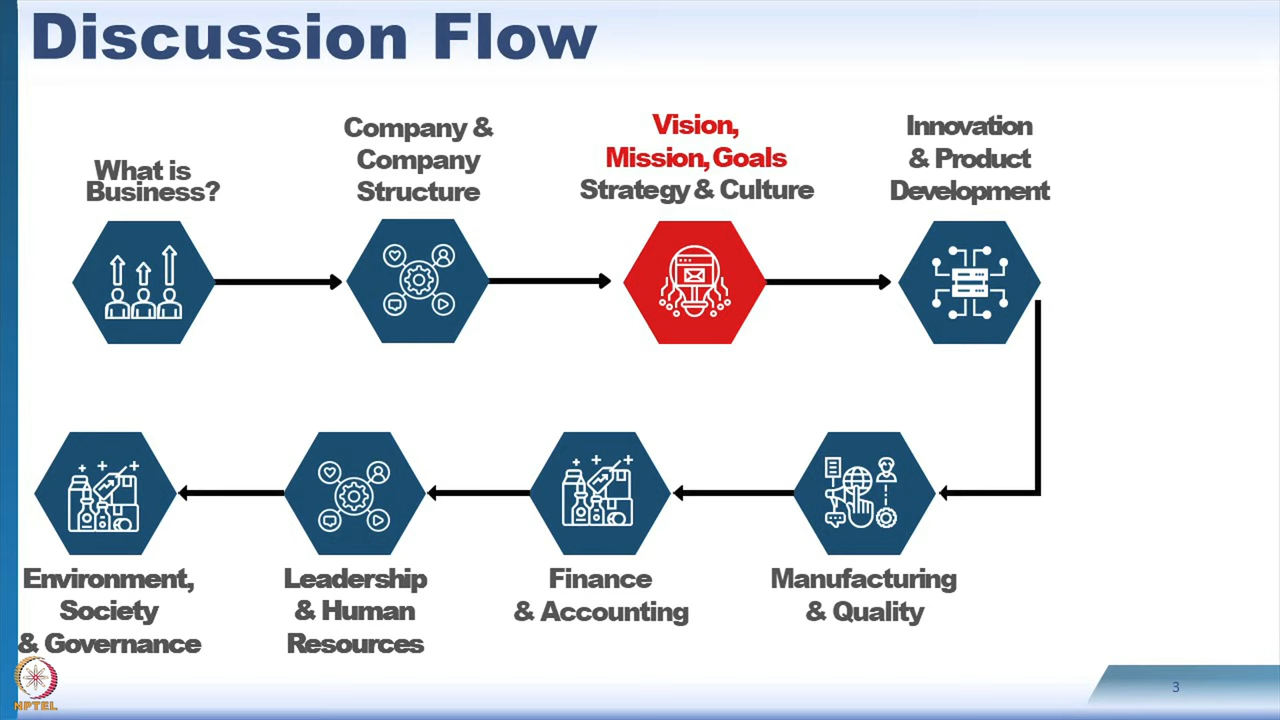 Discussion Flow
What is
Business?
Company &
Company
Structure
Vision,
Mission, Goals
Strategy & Culture
Innovation
& Product
Development
Manufacturing
& Quality
Finance
& Accounting
Leadership
& Human
Resources
Environment,
Society
& Governance
NPTEL
3